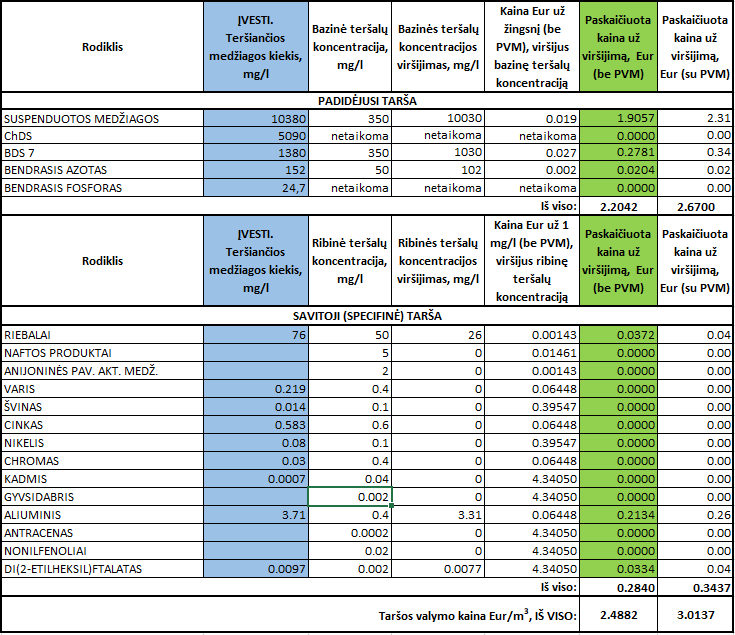 Rodiklis
ĮVESTI.
Teršiančios
medžiagos kiekis,
mg/l
Bazinė teršalų
koncentracija,
mg/l
Bazinės teršalų
koncentracijos
viršijimas, mg/l
Kaina Eur už
žingsnį (be
PVM), viršijus
bazinę teršalų
koncentraciją
Paskaičiuota
kaina už
viršijimą, Eur
(be PVM)
Paskaičiuota
kaina už
viršijimą,
Eur (su PVM)
PADIDĖJUSI TARŠA
SUSPENDUOTOS MEDŽIAGOS 10380 350 10030 0.019 1.9057 2.31
ChDS 5090 netaikoma netaikoma netaikoma 0.0000 0.00
BDS 7 1380 350 1030 0.027 0.2781 0.34
BENDRASIS AZOTAS 152 50 102 0.002 0.0204 0.02
BENDRASIS FOSFORAS 24,7 netaikoma netaikoma netaikoma 0.0000 0.00
Iš viso: 2.2042 2.6700
Rodiklis
ĮVESTI.
Teršiančios
medžiagos kiekis,
mg/l
Ribinė teršalų
koncentracija,
mg/l
Ribinės teršalų
koncentracijos
viršijimas, mg/l
Kaina Eur už 1
mg/l (be PVM),
viršijus ribinę
teršalų
koncentraciją
Paskaičiuota
kaina už
viršijimą, Eur
(be PVM)
Paskaičiuota
kaina už
viršijimą,
Eur (su PVM)
SAVITOJI (SPECIFINĖ) TARŠA
RIEBALAI 76 50 26 0.00143 0.0372 0.04
NAFTOS PRODUKTAI 5 0 0.01461 0.0000 0.00
ANIJONINĖS PAV. AKT. MEDŽ. 2 0 0.00143 0.0000 0.00
VARIS 0.219 0.4 0 0.06448 0.0000 0.00
ŠVINAS 0.014 0.1 0 0.39547 0.0000 0.00
CINKAS 0.583 0.6 0 0.06448 0.0000 0.00
NIKELIS 0.08 0.1 0 0.39547 0.0000 0.00
CHROMAS 0.03 0.4 0 0.06448 0.0000 0.00
KADMIS 0.0007 0.04 0 4.34050 0.0000 0.00
GYVSIDABRIS 0.002 0 4.34050 0.0000 0.00
ALIUMINIS 3.71 0.4 3.31 0.06448 0.2134 0.26
ANTRACENAS 0.0002 0 4.34050 0.0000 0.00
NONILFENOLIAI 0.02 0 4.34050 0.0000 0.00
DI(2-ETILHEKSIL)FTALATAS 0.0097 0.002 0.0077 4.34050 0.0334 0.04
Iš viso: 0.2840 0.3437
Taršos valymo kaina Eur/m³, IŠ VISO: 2.4882 3.0137